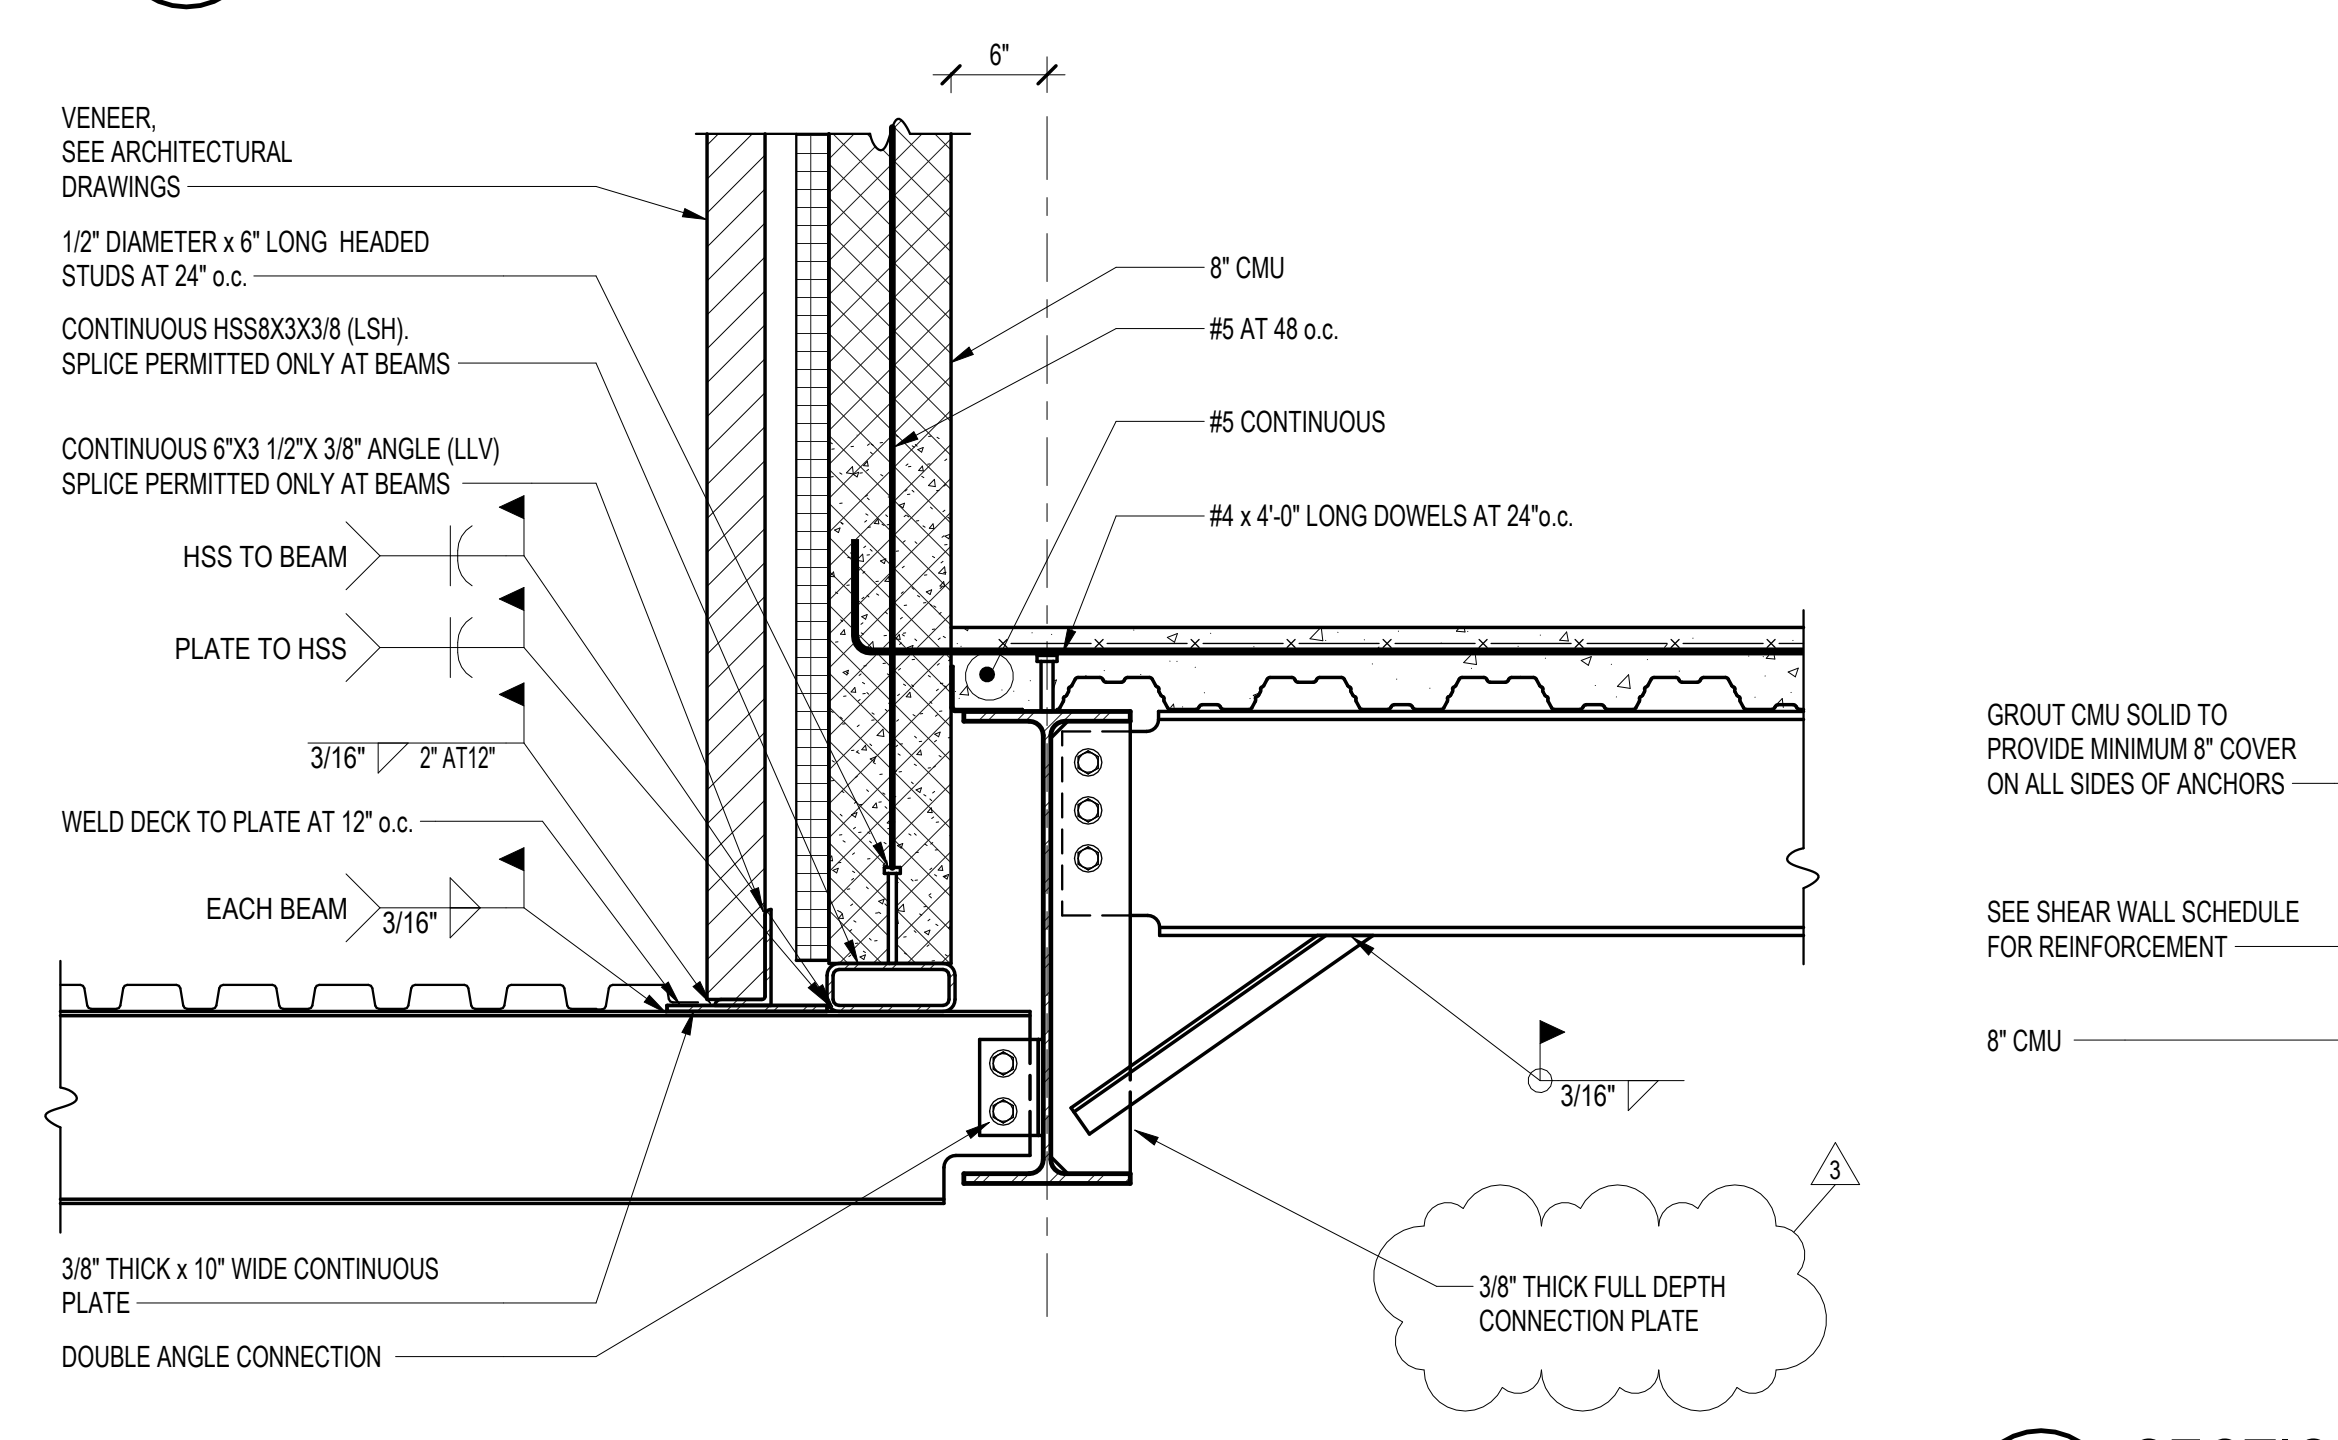 6"
VENEER,
SEE ARCHITECTURAL
DRAWINGS
1/2" DIAMETER x 6" LONG HEADED
STUDS AT 24" o.c.
CONTINUOUS HSS8X3X3/8 (LSH).
SPLICE PERMITTED ONLY AT BEAMS
CONTINUOUS 6"X3 1/2"X 3/8" ANGLE (LLV)
SPLICE PERMITTED ONLY AT BEAMS
HSS TO BEAM
PLATE TO HSS
3/16" 2" AT12"
WELD DECK TO PLATE AT 12" o.c.
EACH BEAM
3/16"
3/8" THICK x 10" WIDE CONTINUOUS
PLATE
DOUBLE ANGLE CONNECTION
8" CMU
#5 AT 48 o.c.
#5 CONTINUOUS
#4 x 4'-0" LONG DOWELS AT 24"o.c.
3/16"
3
3/8" THICK FULL DEPTH
CONNECTION PLATE
GROUT CMU SOLID TO
PROVIDE MINIMUM 8" COVER
ON ALL SIDES OF ANCHORS
SEE SHEAR WALL SCHEDULE
FOR REINFORCEMENT
8" CMU